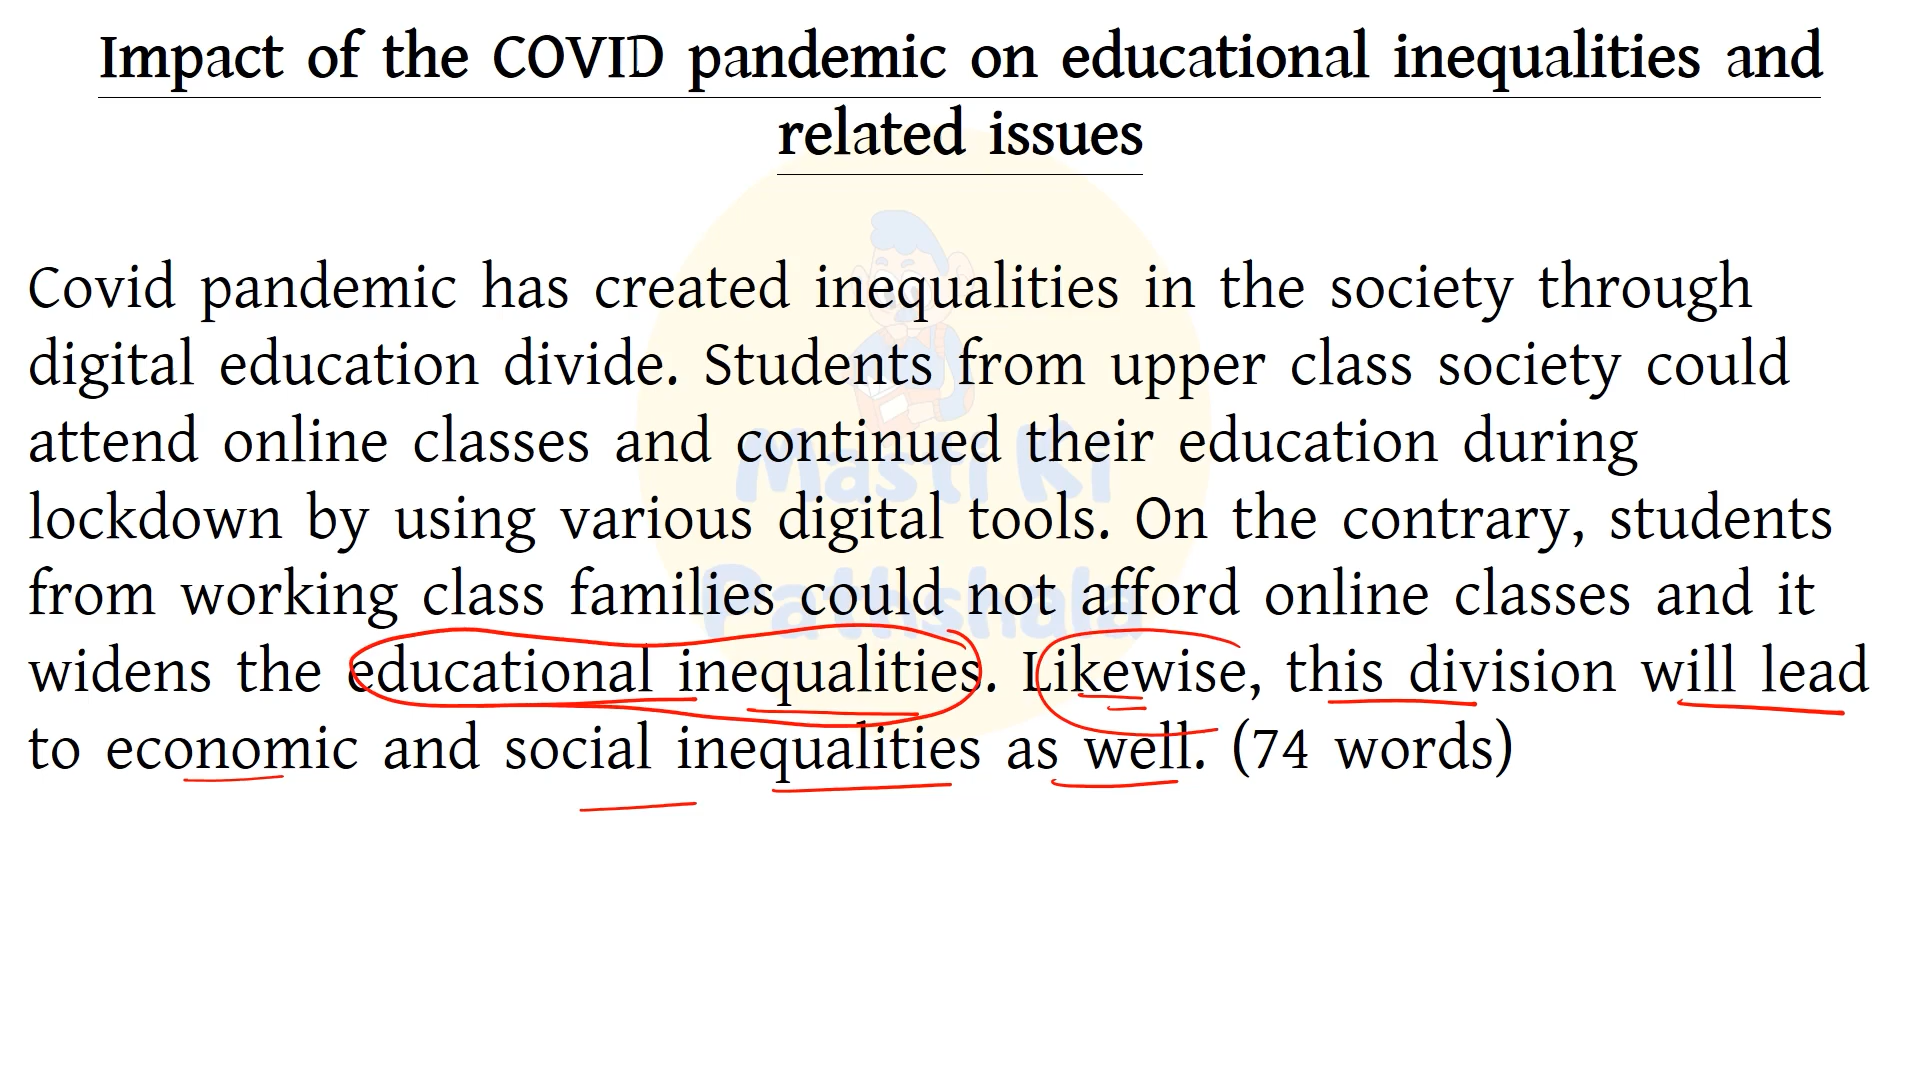 Impact of the COVID pandemic on educational inequalities and
related issues
Covid pandemic has created inequalities in the society through
digital education divide. Students from upper class society could
attend online classes and continued their education during
lockdown by using various digital tools. On the contrary, students
from working class families could not afford online classes and it
widens the educational inequalities. Likewise, this division will lead
to economic and social inequalities as well. (74 words)
Masti Ki
Pathshala